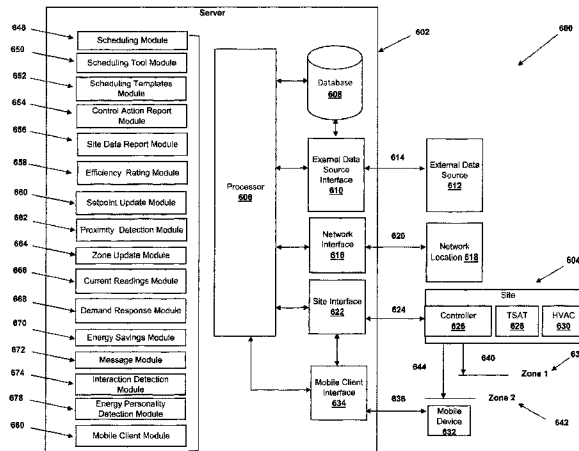 Server
648
Scheduling Module
650
Scheduling Tool Module
652
Scheduling Templates
Module
654
Control Action Report
Module
656
Site Data Report Module
658
Efficiency Rating Module
660
Setpoint Update Module
662
Proximity Detection Module
664
Zone Update Module
666
Current Readings Module
668
Demand Response Module
670
Energy Savings Module
672
Message Module
674
Interaction Detection
Module
678
Energy Personality
Detection Module
680
Mobile Client Module
Processor
606
Database
608
External Data
Source Interface
610
Network
Interface
616
Site Interface
622
Mobile Client
Interface
634
602
600
614
External Data
Source
612
620
Network
Location
618
604
Site
624
Controller
626
TSAT
628
HVAC
630
644
640
Zone 1
Zone 2
642
636
Mobile
Device
632